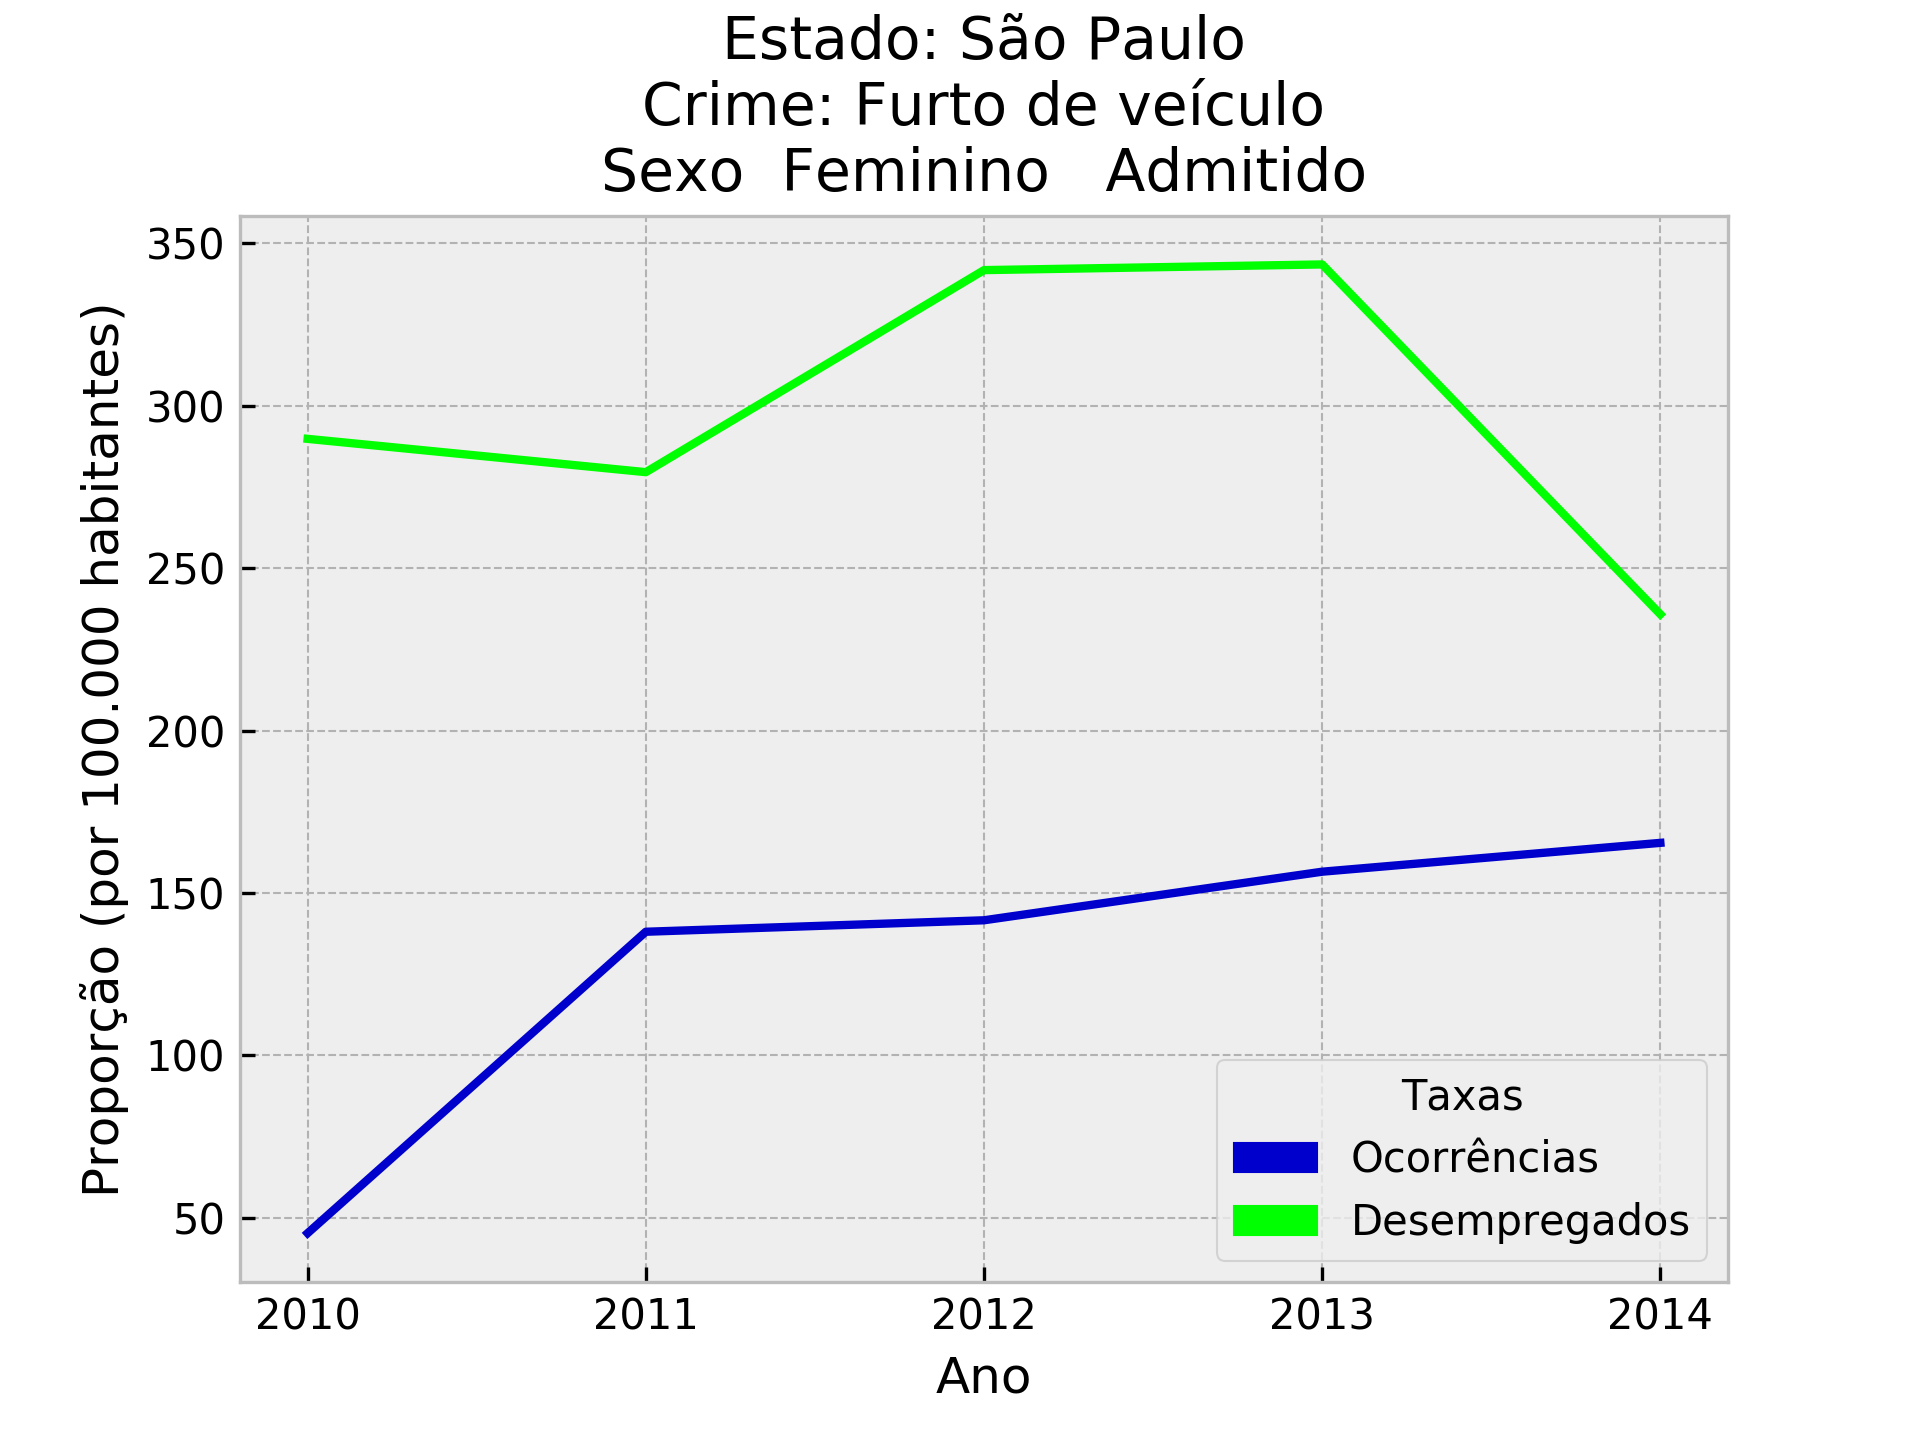 Estado: São Paulo
Crime: Furto de veículo
Sexo  Feminino   Admitido
Proporção (por 100.000 habitantes)
350
300
250
200
150
100
50
Taxas
Ocorrências
Desempregados
2010 2011 2012 2013 2014
Ano